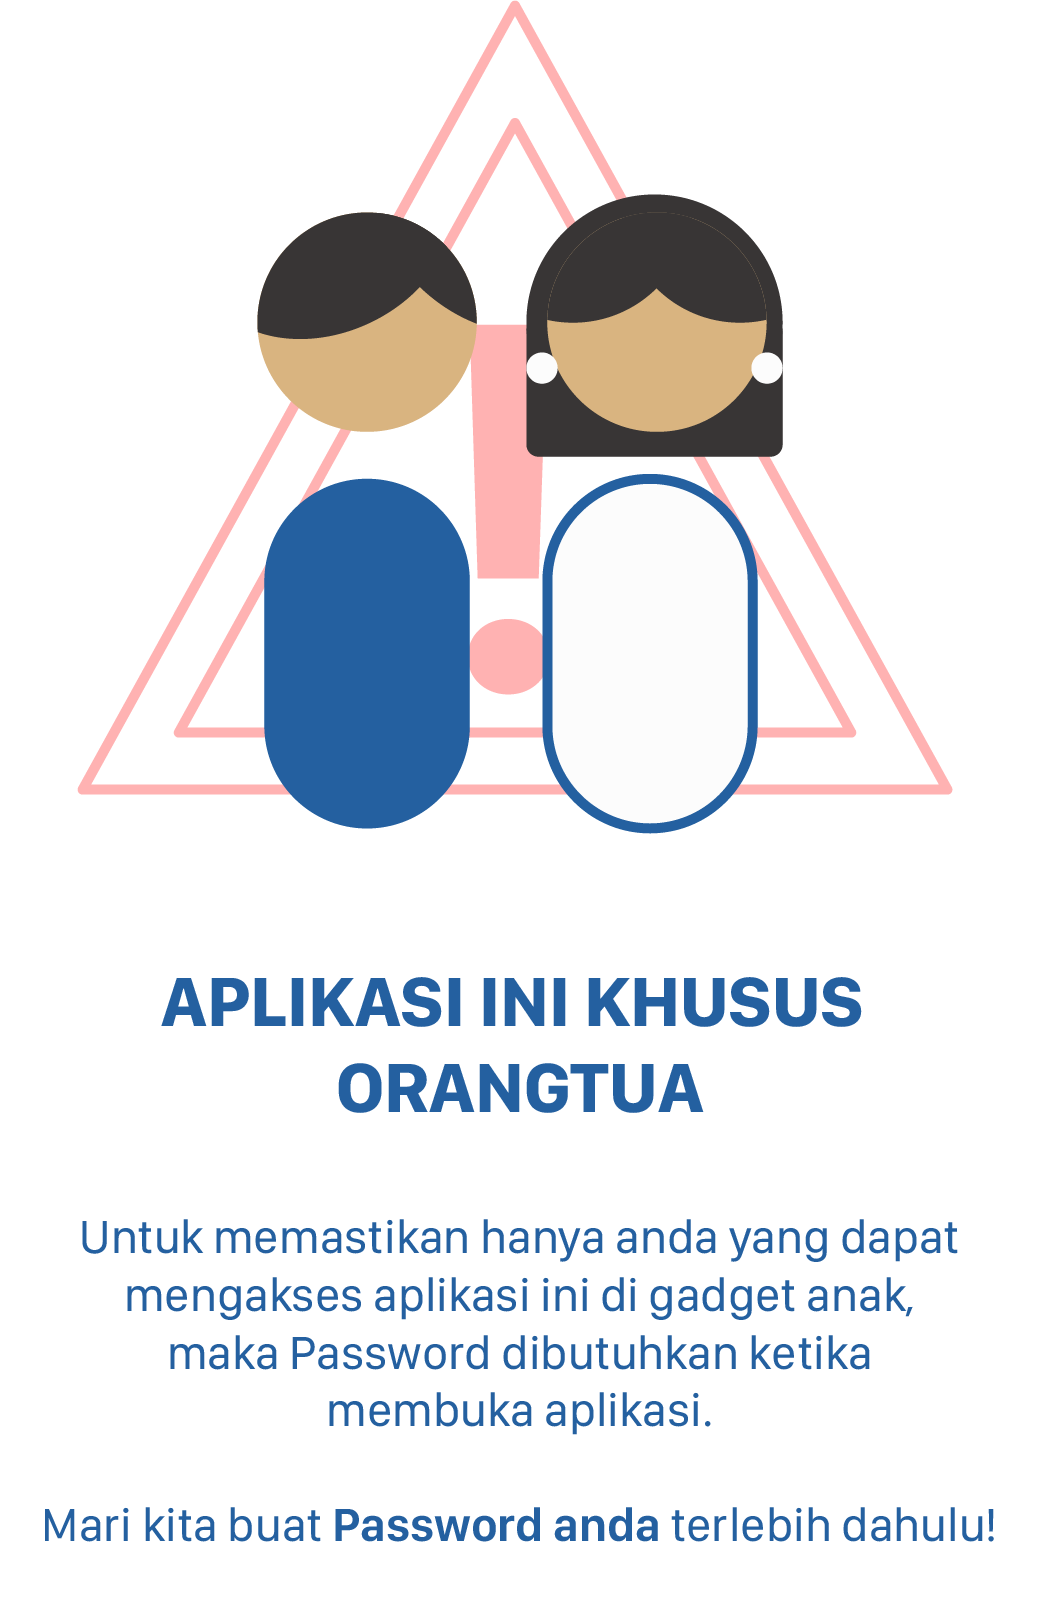 APLIKASI INI KHUSUS
ORANGTUA
Untuk memastikan hanya anda yang dapat
mengakses aplikasi ini di gadget anak,
maka Password dibutuhkan ketika
membuka aplikasi.
Mari kita buat Password anda terlebih dahulu!